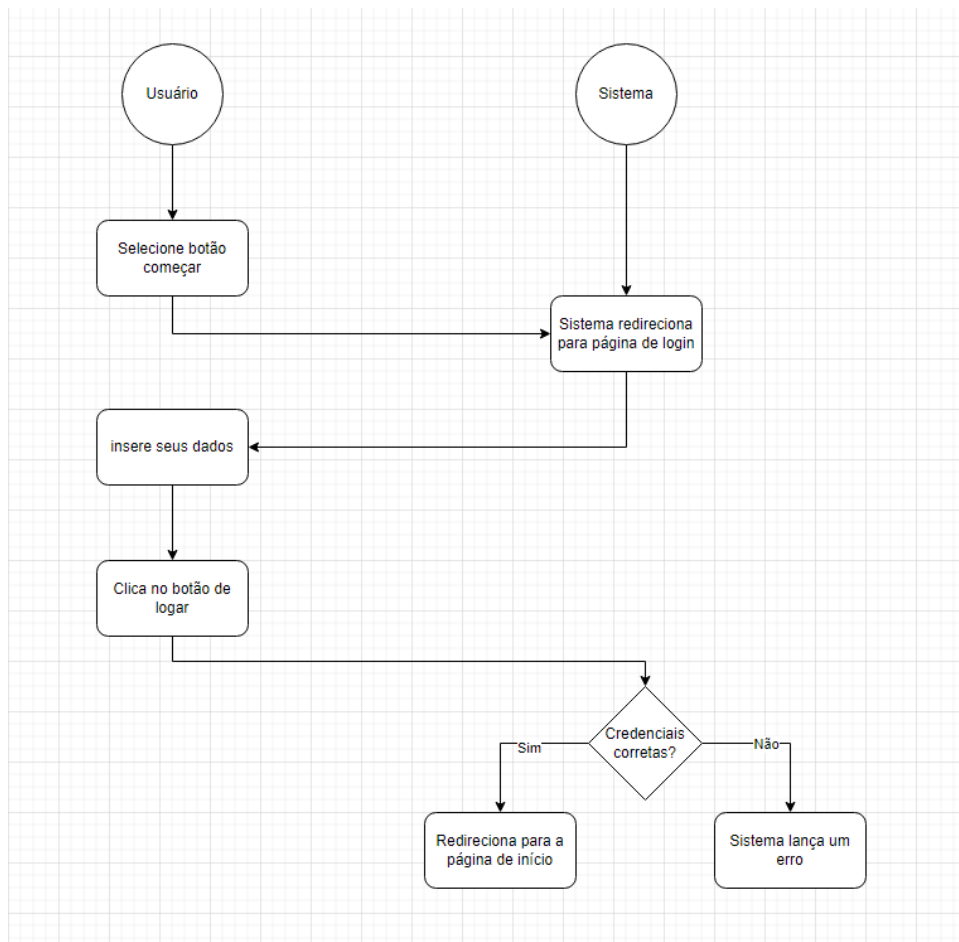 Usuário
Sistema
Selecione botão
começar
Sistema redireciona
para página de login
insere seus dados
Clica no botão de
logar
Credenciais
corretas?
Sim
Não
Redireciona para a
página de início
Sistema lança um
erro